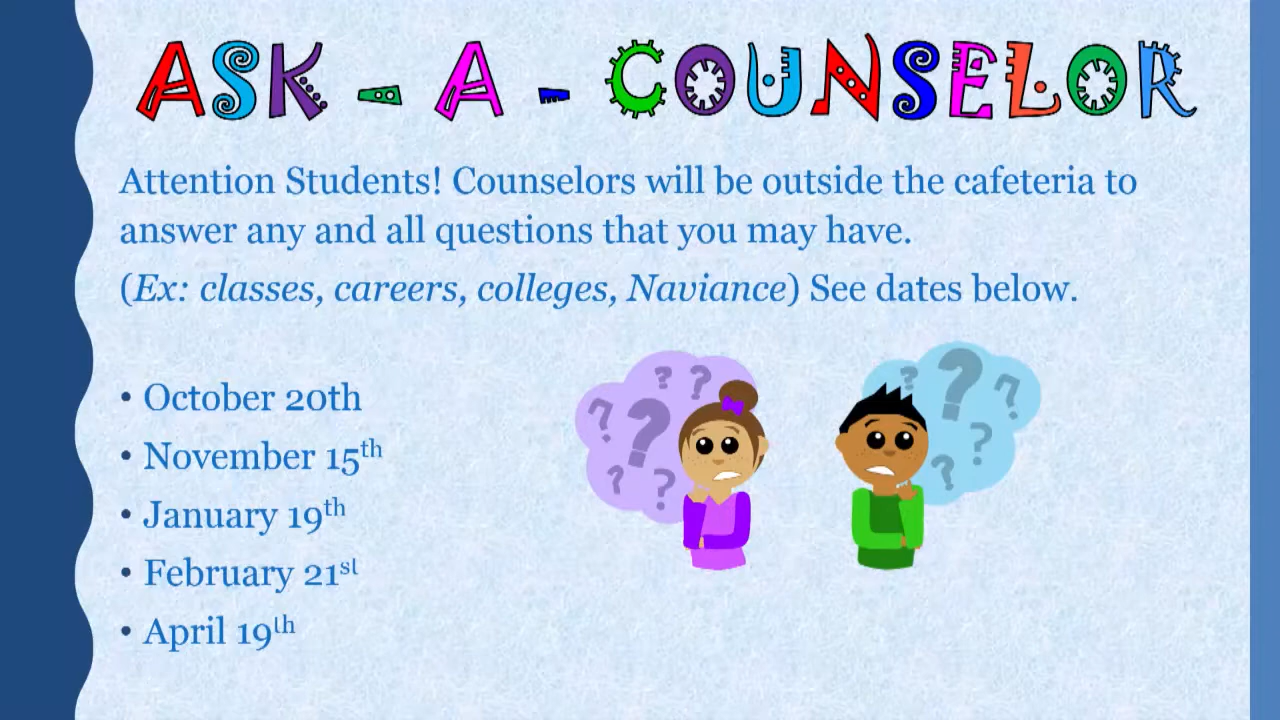 ASK - A - COUNSELOR
Attention Students! Counselors will be outside the cafeteria to
answer any and all questions that you may have.
(Ex: classes, careers, colleges, Naviance) See dates below.
• October 20th
• November 15th
• January 19th
• February 21st
• April 19th